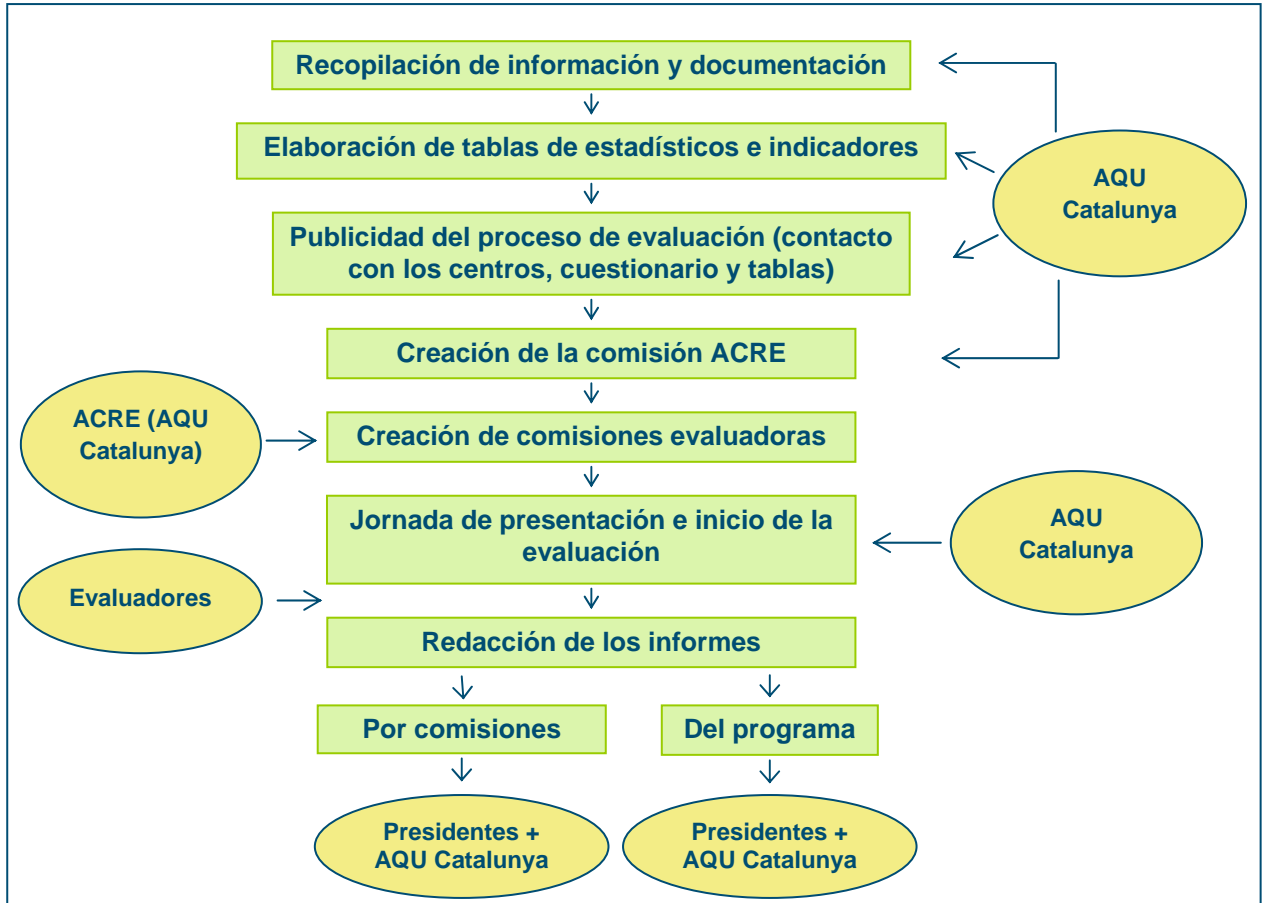 Recopilación de información y documentación
Elaboración de tablas de estadísticos e indicadores
AQU
Catalunya
Publicidad del proceso de evaluación (contacto
con los centros, cuestionario y tablas)
Creación de la comisión ACRE
ACRE (AQU
Catalunya)
Creación de comisiones evaluadoras
Jornada de presentación e inicio de la
evaluación
AQU
Catalunya
Evaluadores
Redacción de los informes
Por comisiones
Del programa
Presidentes +
AQU Catalunya
Presidentes +
AQU Catalunya